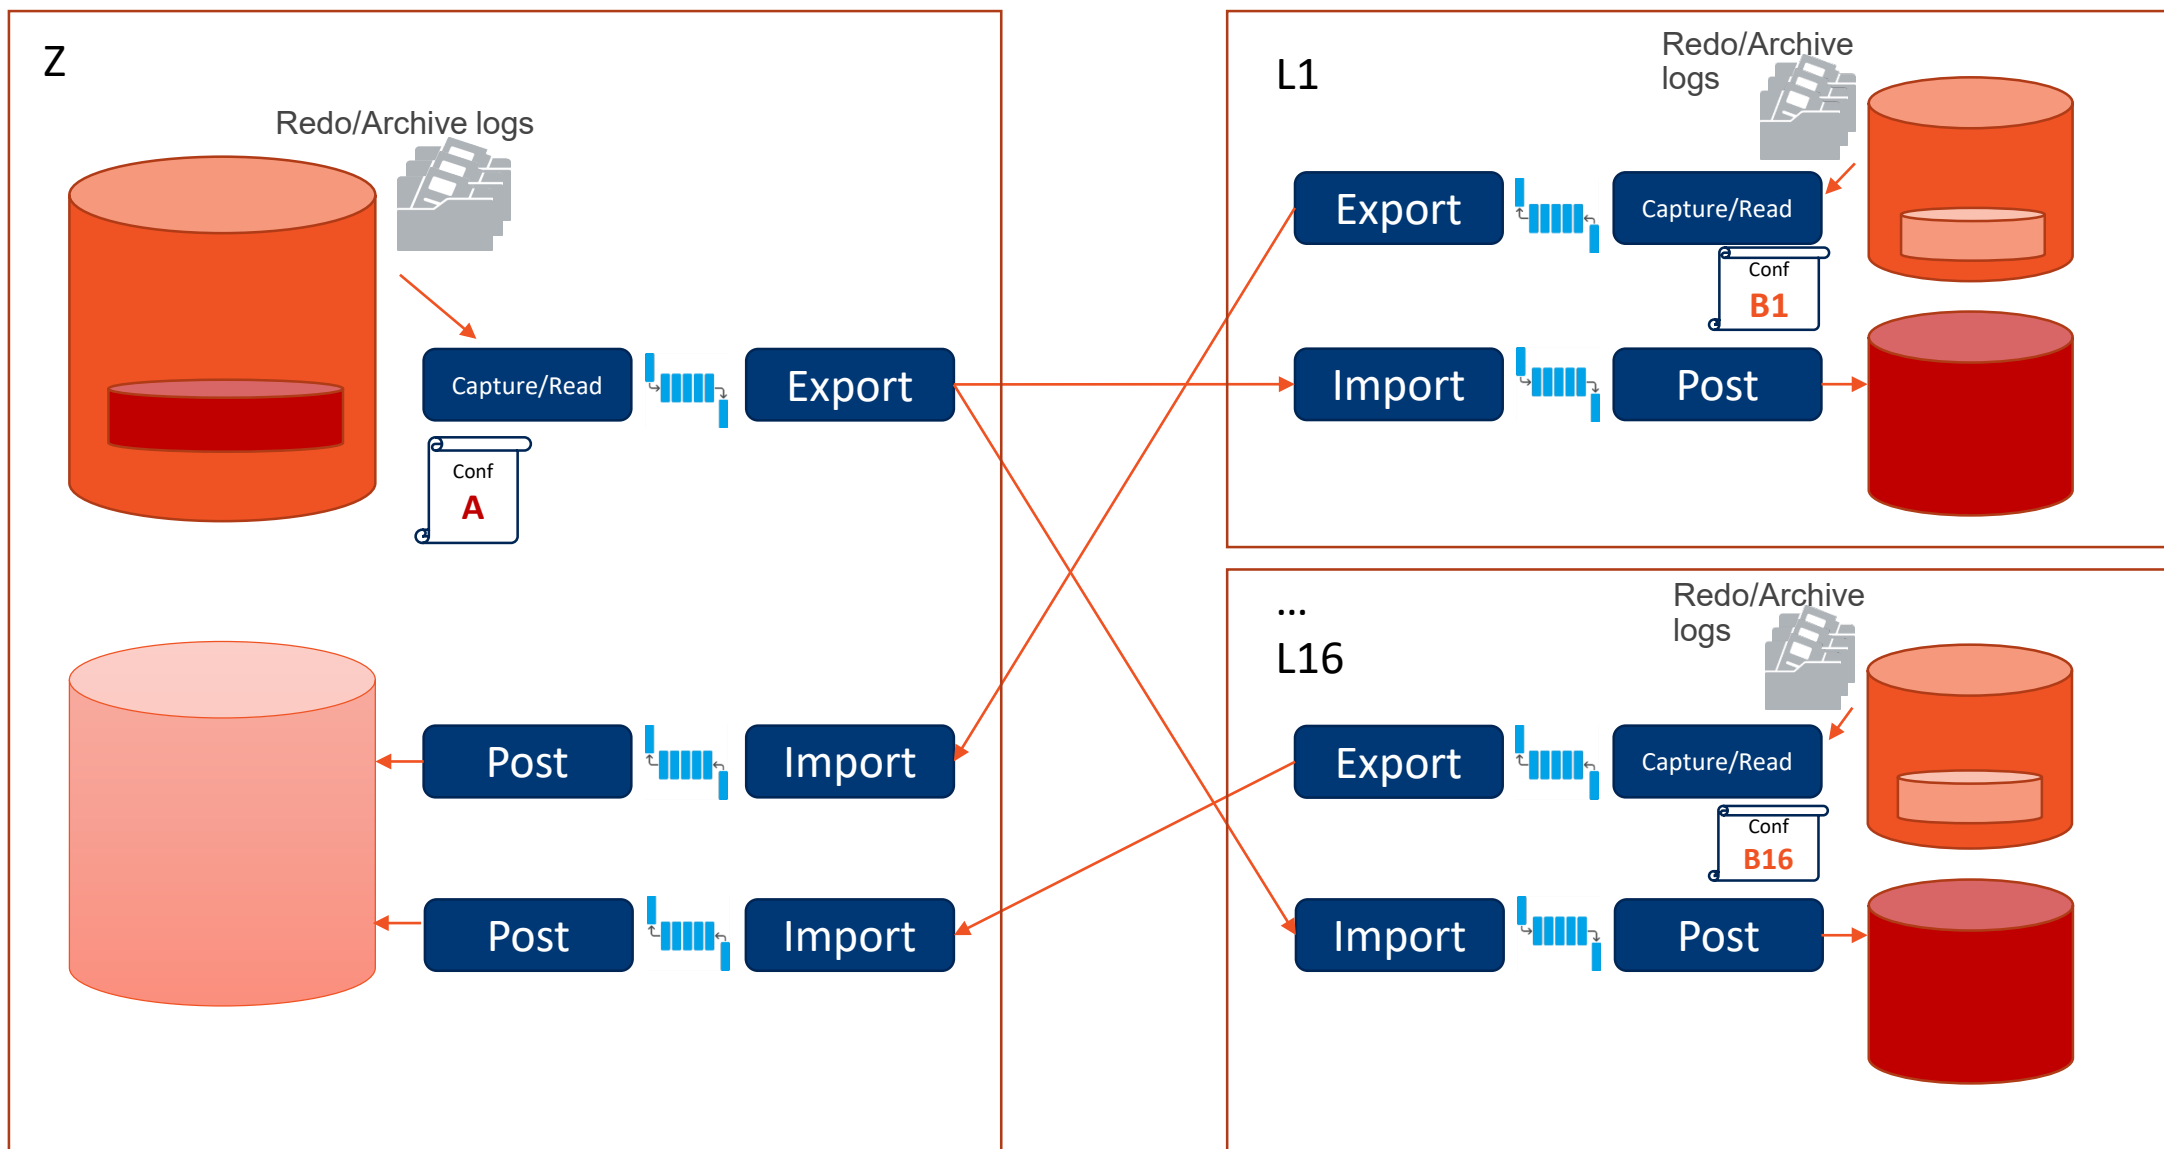 Z
Redo/Archive logs
Capture/Read
Export
Conf
A
Post
Import
Post
Import
L1
Redo/Archive
logs
Export
Capture/Read
Conf
B1
Import
Post
...
L16
Redo/Archive
logs
Export
Capture/Read
Conf
B16
Import
Post